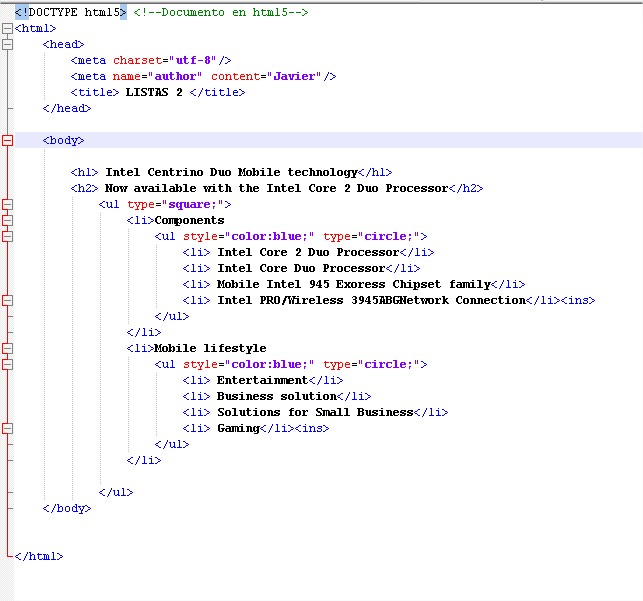 <!DOCTYPE html5> <!--Documento en html5-->
<html>
<head>
<meta charset="utf-8"/>
<meta name="author" content="Javier"/>
<title> LISTAS 2 </title>
</head>
<body>
<h1> Intel Centrino Duo Mobile technology</h1>
<h2> Now available with the Intel Core 2 Duo Processor</h2>
<ul type="square;">
<li>Components
<ul style="color:blue;" type="circle;">
<li> Intel Core 2 Duo Processor</li>
<li> Intel Core Duo Processor</li>
<li> Mobile Intel 945 Exoress Chipset family</li>
<li> Intel PRO/Wireless 3945ABGNetwork Connection</li><ins>
</ul>
</li>
<li>Mobile lifestyle
<ul style="color:blue;" type="circle;">
<li> Entertainment</li>
<li> Business solution</li>
<li> Solutions for Small Business</li>
<li> Gaming</li><ins>
</ul>
</li>
</ul>
</body>
</html>